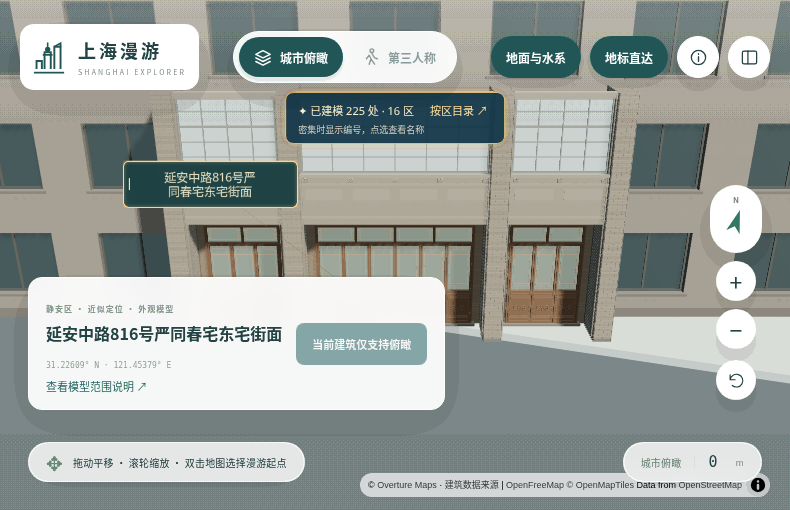 上海漫游
SHANGHAI EXPLORER
城市俯瞰
第三人称
地面与水系
地标直达
✦ 已建模 225 处 · 16 区
按区目录 ↗
密集时显示编号，点选查看名称
延安中路816号严
同春宅东宅街面
N
静安区 · 近似定位 · 外观模型
延安中路816号严同春宅东宅街面
当前建筑仅支持俯瞰
31.22609° N · 121.45379° E
查看模型范围说明 ↗
拖动平移 · 滚轮缩放 · 双击地图选择漫游起点
城市俯瞰
0
m
© Overture Maps · 建筑数据来源 | OpenFreeMap © OpenMapTiles Data from OpenStreetMap